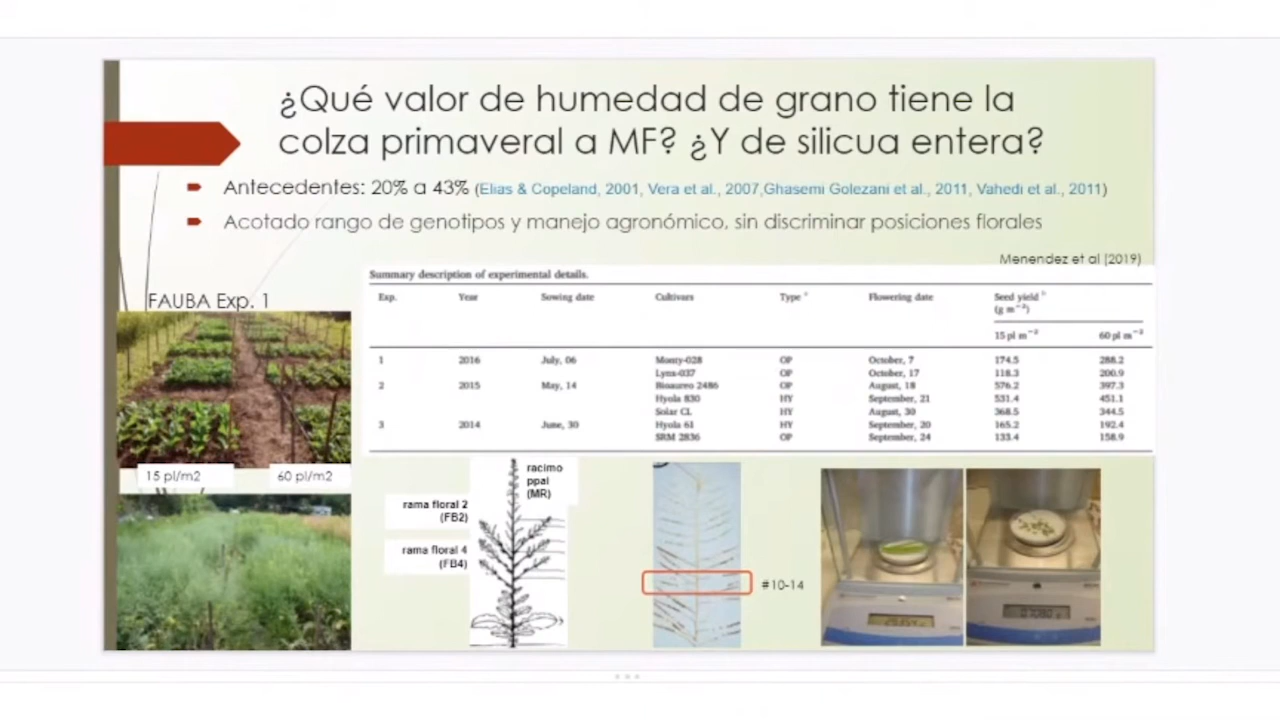 ¿Qué valor de humedad de grano tiene la
colza primaveral a MF? ¿Y de silicua entera?
Antecedentes: 20% a 43% (Elias & Copeland, 2001, Vera et al., 2007,Ghasemi Golezani et al., 2011, Vahedi et al., 2011)
Acotado rango de genotipos y manejo agronómico, sin discriminar posiciones florales
Menendez et al (2019)
Summary description of experimental details.
Exp. Year Sowing date Cultivars Type c Flowering date Seed yield b
(g m⁻²)
15 pl m⁻² 60 pl m⁻²
1 2016 July, 06 Monty-028 OP October, 7 174.5 288.2
Lynx-037 OP October, 17 118.3 200.9
2 2015 May, 14 Bioaureo 2486 OP August, 18 576.2 397.3
Hyola 830 HY September, 21 531.4 451.1
Solar CL HY August, 30 368.5 344.5
3 2014 June, 30 Hyola 61 HY September, 20 165.2 192.4
SRM 2836 OP September, 24 133.4 158.9
FAUBA Exp. 1
15 pl/m2 60 pl/m2
racimo
ppal
(MR)
rama floral 2
(FB2)
rama floral 4
(FB4)
#10-14